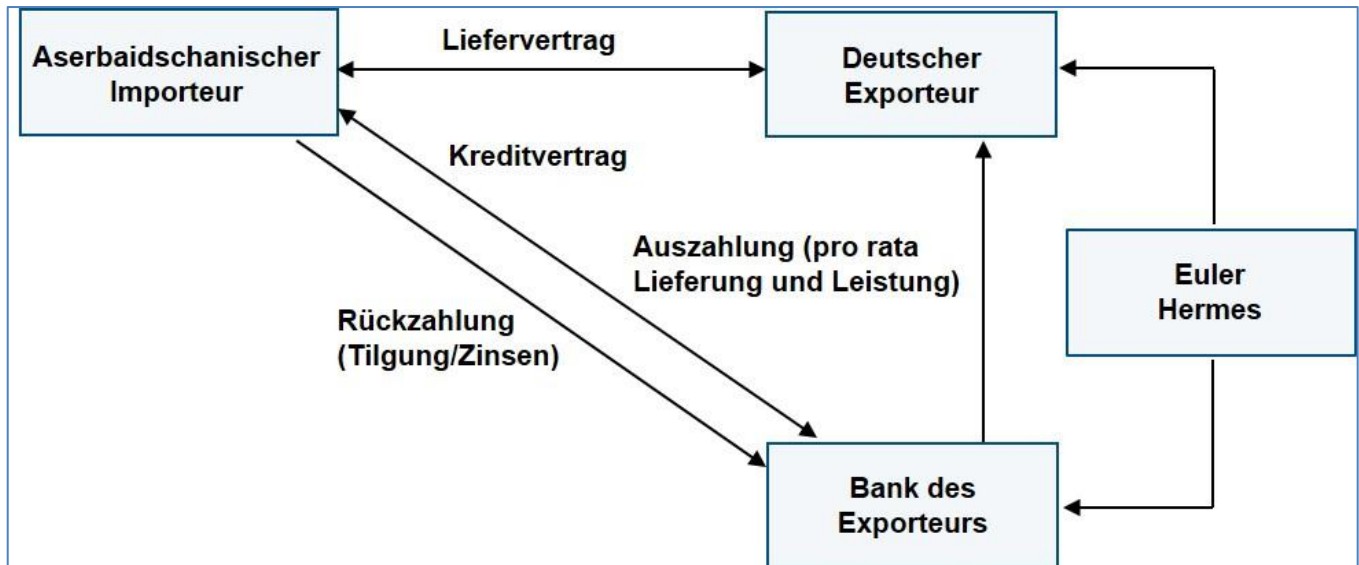 Aserbaidschanischer
Importeur
Liefervertrag
Deutscher
Exporteur
Kreditvertrag
Auszahlung (pro rata
Lieferung und Leistung)
Euler
Hermes
Rückzahlung
(Tilgung/Zinsen)
Bank des
Exporteurs